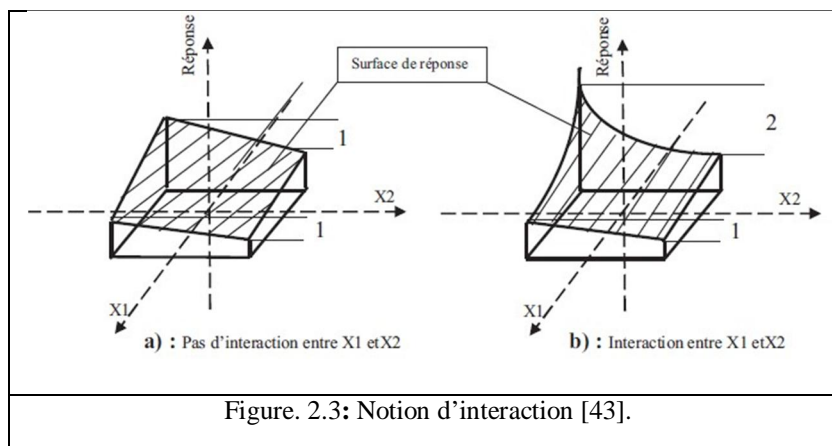 Réponse
Réponse
Surface de réponse
1
2
X2
X2
1
1
X1
X1
a) : Pas d'interaction entre X1 etX2
b) : Interaction entre X1 etX2
Figure. 2.3: Notion d'interaction [43].